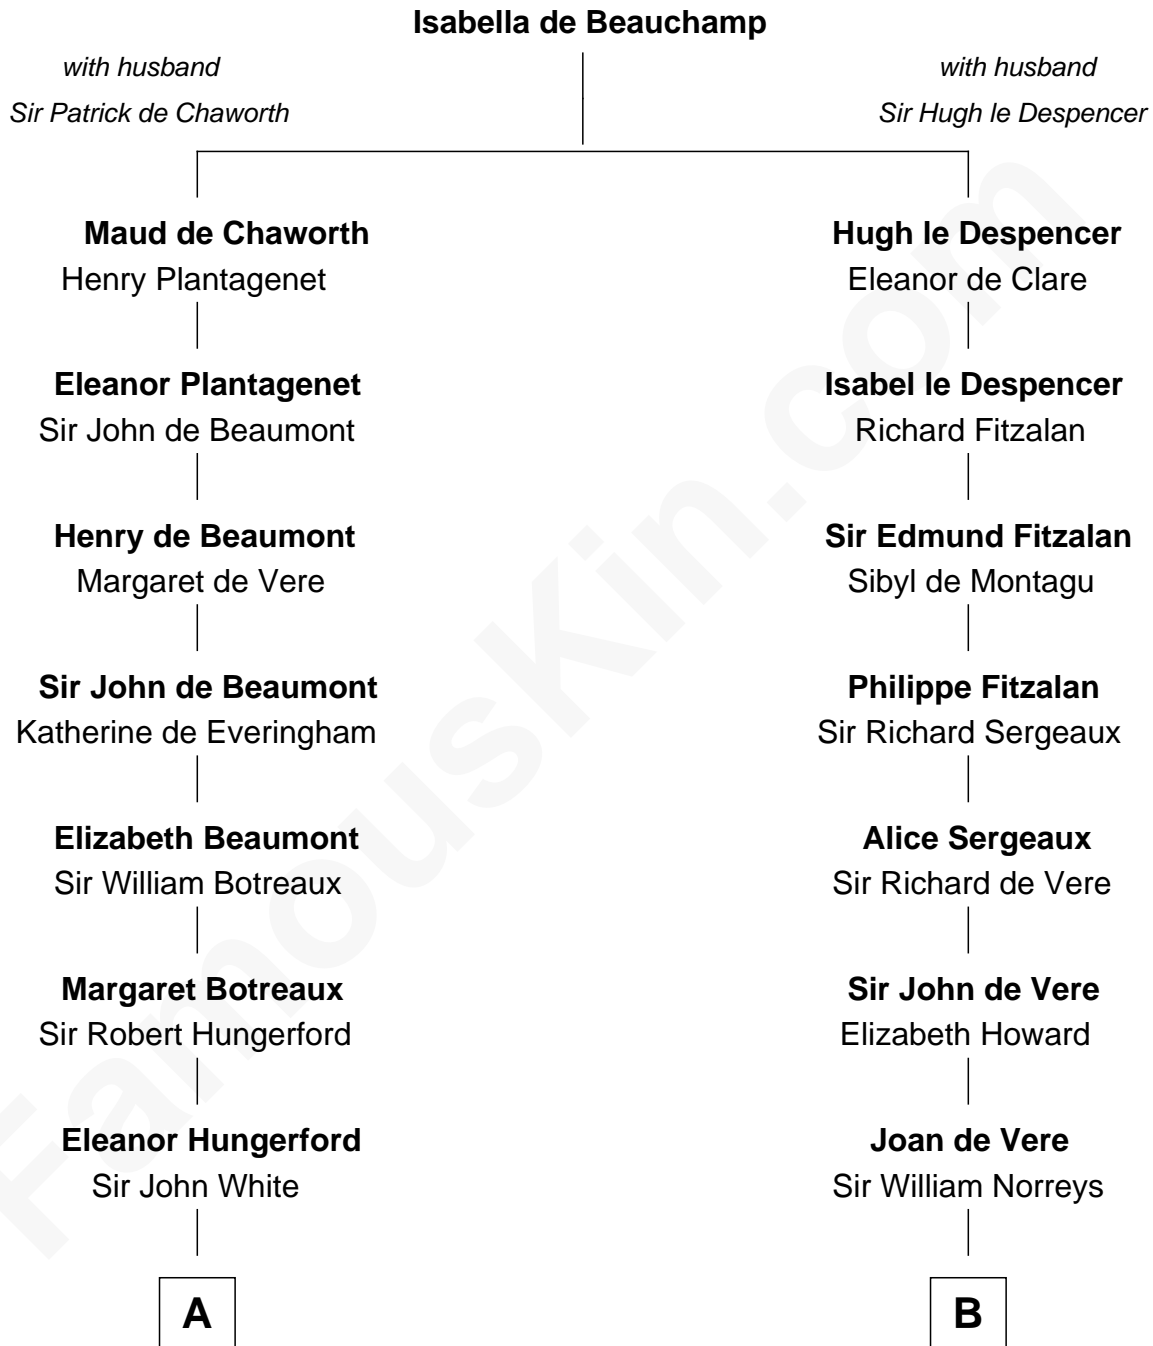 Isabella de Beauchamp
with husband
Sir Patrick de Chaworth
with husband
Sir Hugh le Despencer
Maud de Chaworth
Henry Plantagenet
Hugh le Despencer
Eleanor de Clare
Eleanor Plantagenet
Sir John de Beaumont
Isabel le Despencer
Richard Fitzalan
Henry de Beaumont
Margaret de Vere
Sir Edmund Fitzalan
Sibyl de Montagu
Sir John de Beaumont
Katherine de Everingham
Philippe Fitzalan
Sir Richard Sergeaux
Elizabeth Beaumont
Sir William Botreaux
Alice Sergeaux
Sir Richard de Vere
Margaret Botreaux
Sir Robert Hungerford
Sir John de Vere
Elizabeth Howard
Eleanor Hungerford
Sir John White
Joan de Vere
Sir William Norreys
A
B
FamousKin.com